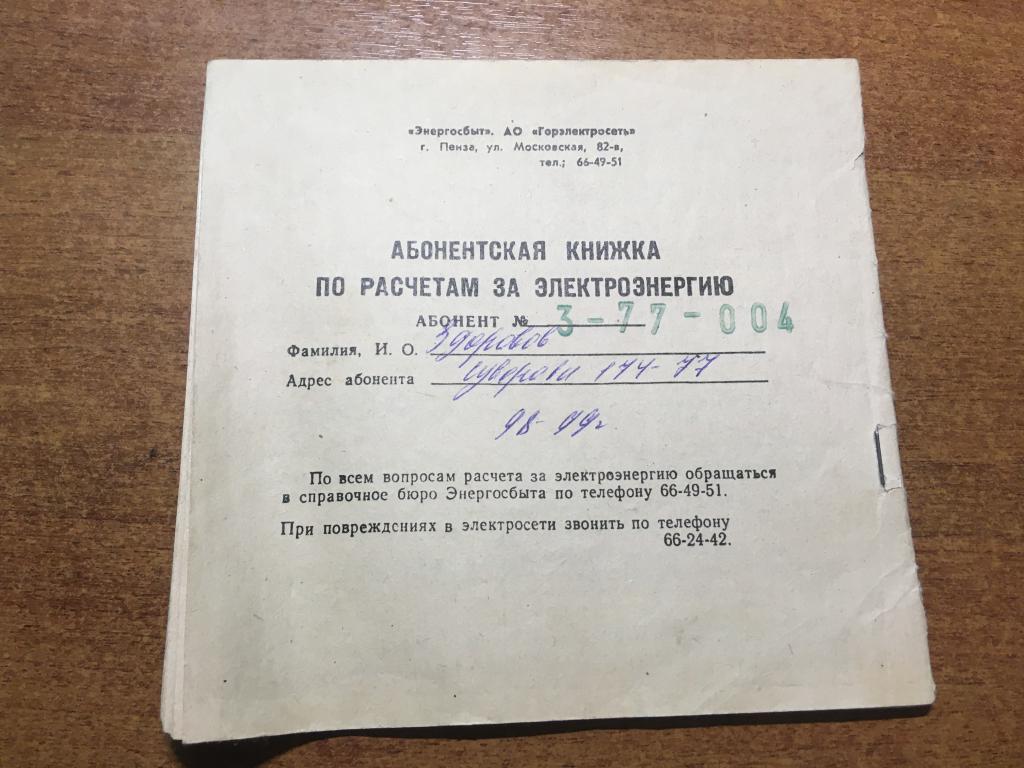 «Энергосбыт». АО «Горэлектросеть»
г. Пенза, ул. Московская, 82-в,
тел.; 66-49-51
АБОНЕНТСКАЯ КНИЖКА
ПО РАСЧЕТАМ ЗА ЭЛЕКТРОЭНЕРГИЮ
АБОНЕНТ № 3-77-004
Фамилия, И. О. Здоровов
Адрес абонента Суворова 174-77
98-99г
По всем вопросам расчета за электроэнергию обращаться
в справочное бюро Энергосбыта по телефону 66-49-51.
При повреждениях в электросети звонить по телефону
66-24-42.